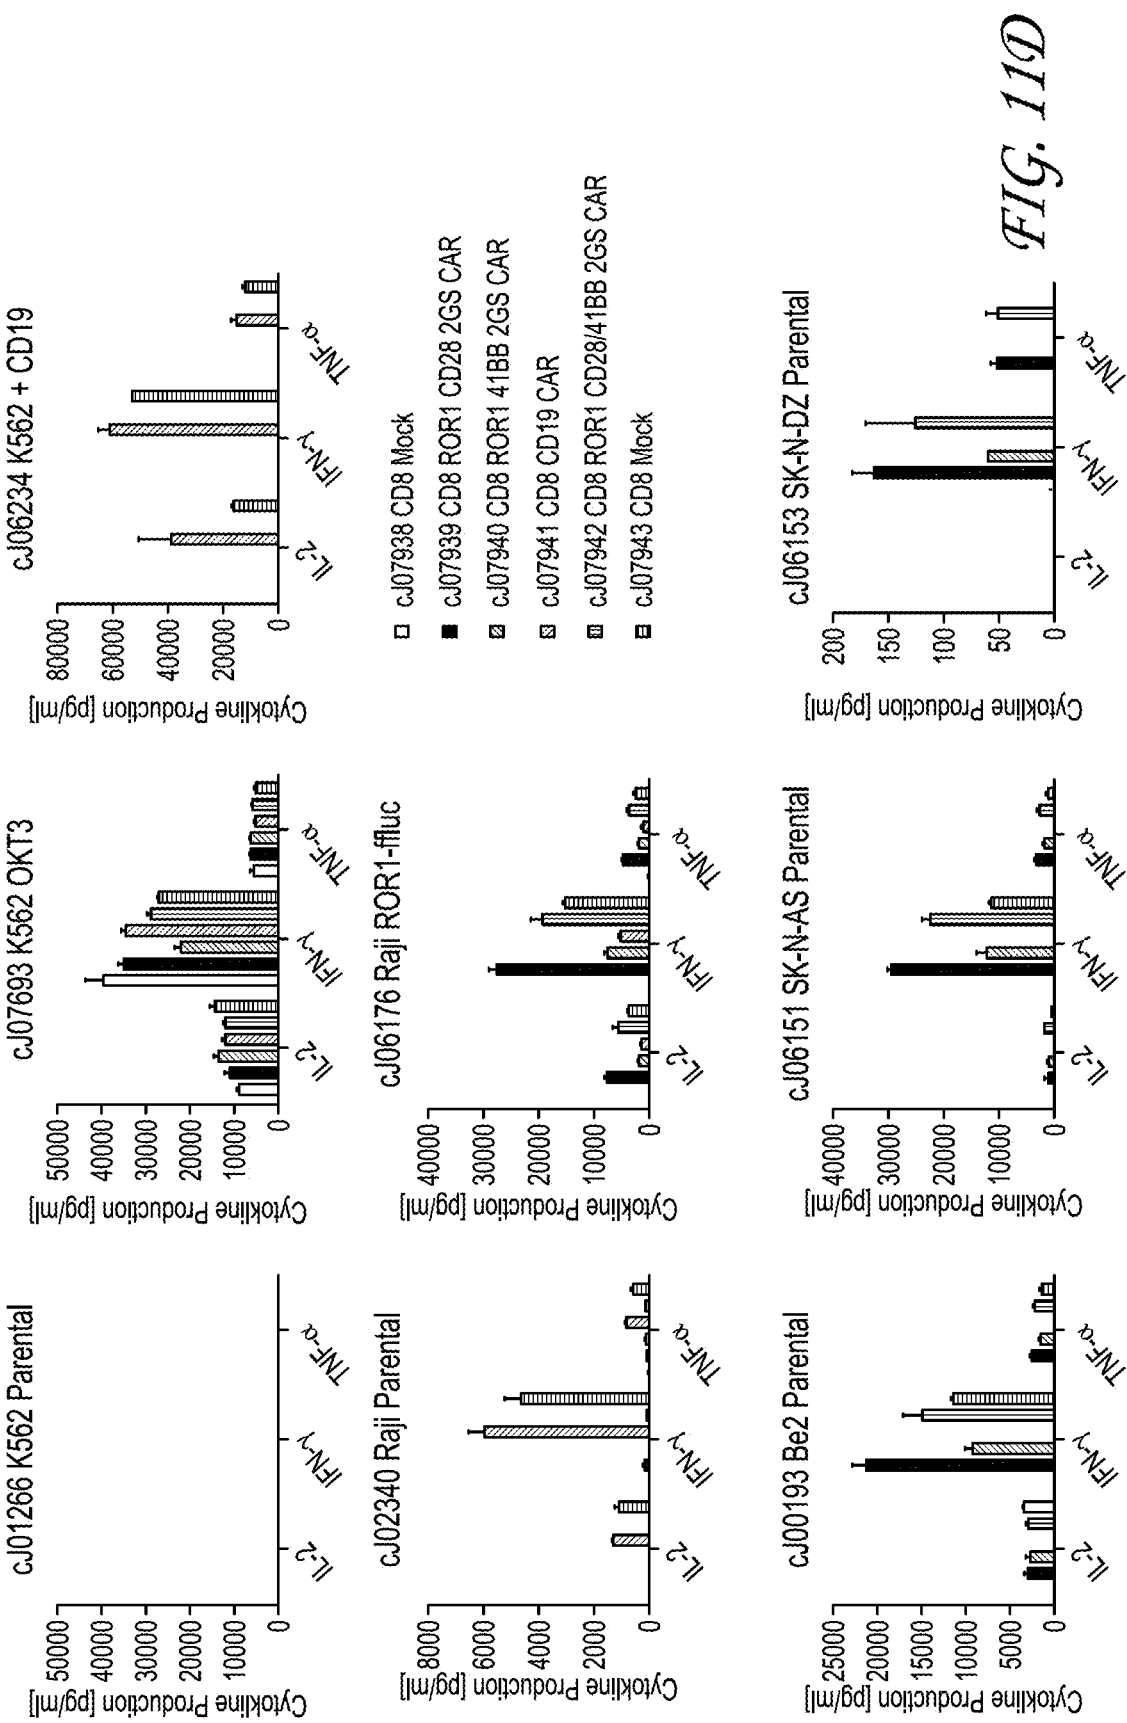 cJ01266 K562 Parental
Cytokline Production [pg/ml]
50000
40000
30000
20000
10000
0
IL-2
IFN-γ
TNF-α
cJ07693 K562 OKT3
Cytokline Production [pg/ml]
50000
40000
30000
20000
10000
0
IL-2
IFN-γ
TNF-α
cJ06234 K562 + CD19
Cytokline Production [pg/ml]
80000
60000
40000
20000
0
IL-2
IFN-γ
TNF-α
cJ02340 Raji Parental
Cytokline Production [pg/ml]
8000
6000
4000
2000
0
IL-2
IFN-γ
TNF-α
cJ06176 Raji ROR1-ffluc
Cytokline Production [pg/ml]
40000
30000
20000
10000
0
IL-2
IFN-γ
TNF-α
cJ07938 CD8 Mock
cJ07939 CD8 ROR1 CD28 2GS CAR
cJ07940 CD8 ROR1 41BB 2GS CAR
cJ07941 CD8 CD19 CAR
cJ07942 CD8 ROR1 CD28/41BB 2GS CAR
cJ07943 CD8 Mock
cJ00193 Be2 Parental
Cytokline Production [pg/ml]
25000
20000
15000
10000
5000
0
IL-2
IFN-γ
TNF-α
cJ06151 SK-N-AS Parental
Cytokline Production [pg/ml]
40000
30000
20000
10000
0
IL-2
IFN-γ
TNF-α
cJ06153 SK-N-DZ Parental
Cytokline Production [pg/ml]
200
150
100
50
0
IL-2
IFN-γ
TNF-α
FIG. 11D